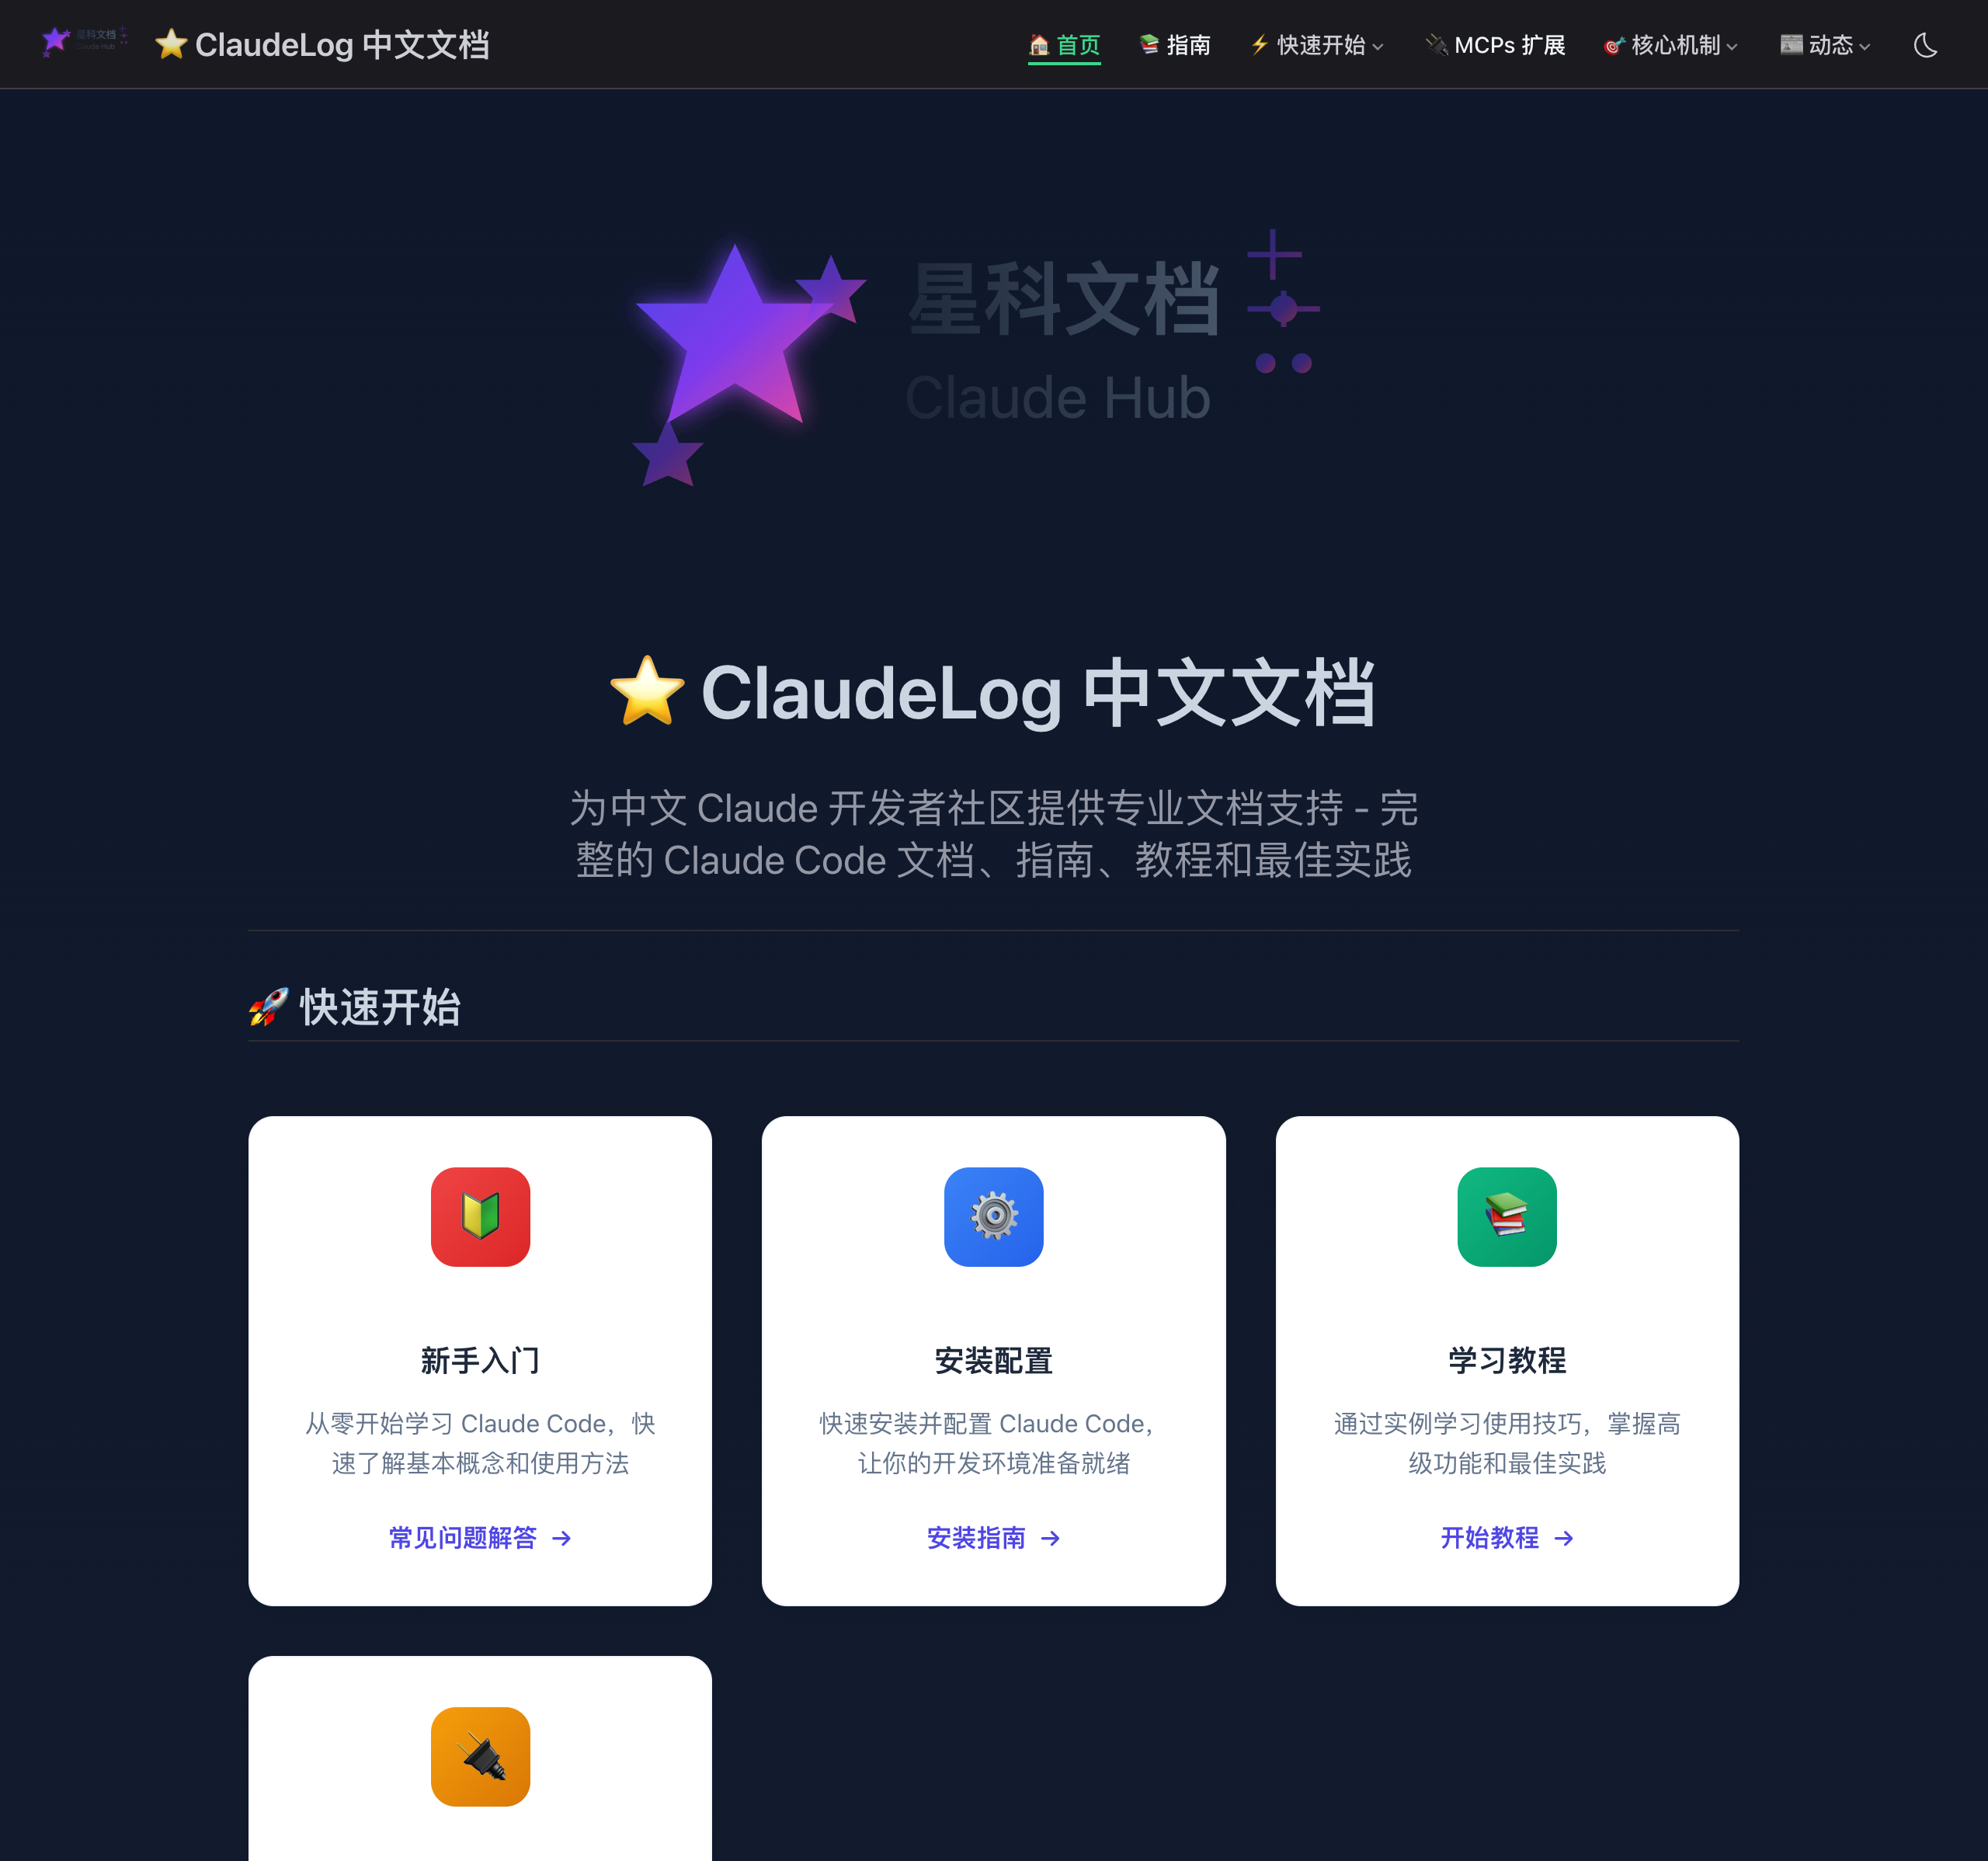 星科文档
Claude Hub
⭐ ClaudeLog 中文文档
🏠 首页
📚 指南
⚡ 快速开始
🔌 MCPs 扩展
🎯 核心机制
📰 动态
星科文档
Claude Hub
⭐ ClaudeLog 中文文档
为中文 Claude 开发者社区提供专业文档支持 - 完
整的 Claude Code 文档、指南、教程和最佳实践
🚀 快速开始
新手入门
从零开始学习 Claude Code，快
速了解基本概念和使用方法
常见问题解答 →
安装配置
快速安装并配置 Claude Code，
让你的开发环境准备就绪
安装指南 →
学习教程
通过实例学习使用技巧，掌握高
级功能和最佳实践
开始教程 →